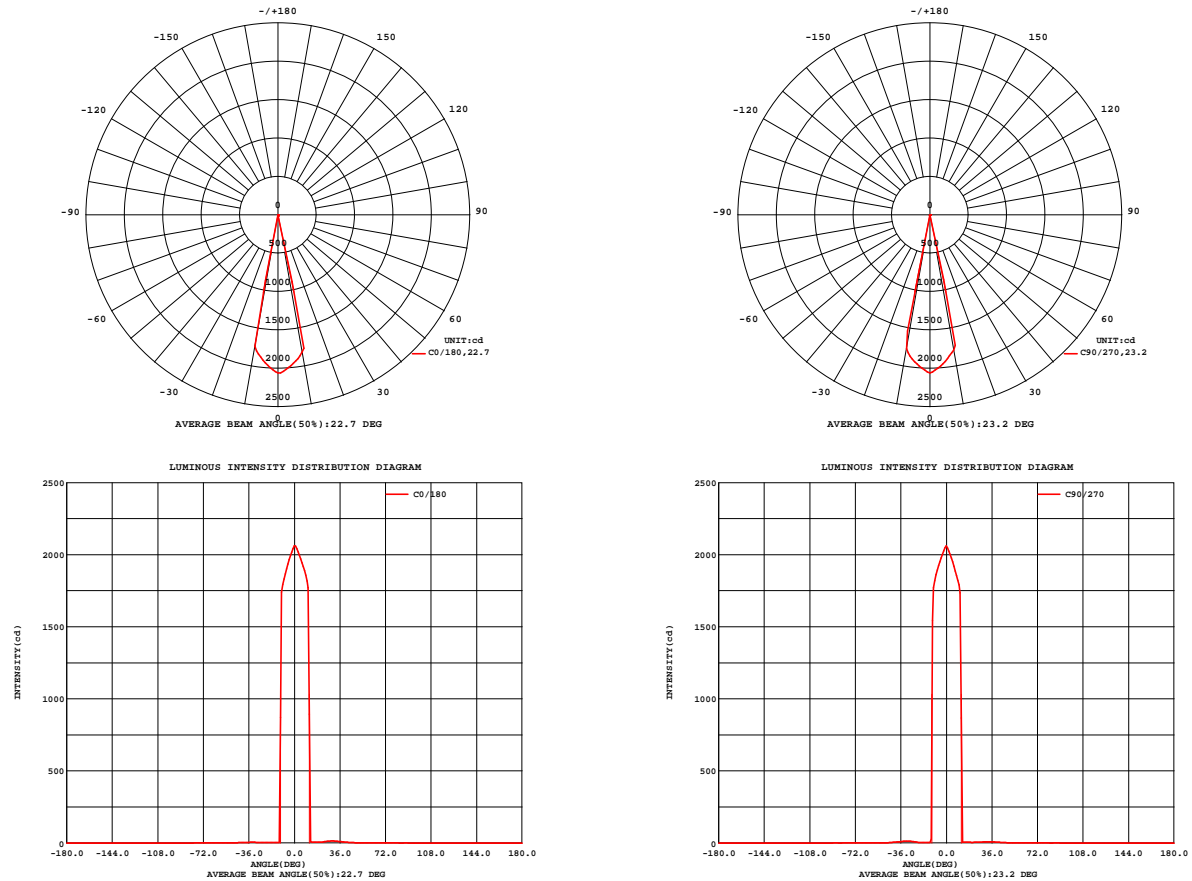 -/+180
-150
150
-120
120
-90
90
-60
60
-30
30
0
0
500
1000
1500
2000
2500
UNIT:cd
C0/180,22.7
AVERAGE BEAM ANGLE(50%):22.7 DEG
-/+180
-150
150
-120
120
-90
90
-60
60
-30
30
0
0
500
1000
1500
2000
2500
UNIT:cd
C90/270,23.2
AVERAGE BEAM ANGLE(50%):23.2 DEG
LUMINOUS INTENSITY DISTRIBUTION DIAGRAM
C0/180
2500
2000
1500
1000
500
0
INTENSITY(cd)
-180.0 -144.0 -108.0 -72.0 -36.0 0.0 36.0 72.0 108.0 144.0 180.0
ANGLE(DEG)
AVERAGE BEAM ANGLE(50%):22.7 DEG
LUMINOUS INTENSITY DISTRIBUTION DIAGRAM
C90/270
2500
2000
1500
1000
500
0
INTENSITY(cd)
-180.0 -144.0 -108.0 -72.0 -36.0 0.0 36.0 72.0 108.0 144.0 180.0
ANGLE(DEG)
AVERAGE BEAM ANGLE(50%):23.2 DEG